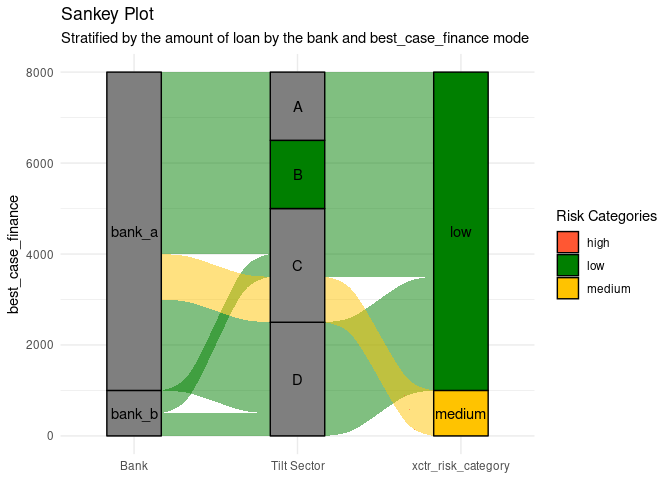 Sankey Plot
Stratified by the amount of loan by the bank and best_case_finance mode
best_case_finance
8000
6000
4000
2000
0
bank_a
bank_b
A
B
C
D
low
medium
Bank
Tilt Sector
xctr_risk_category
Risk Categories
high
low
medium